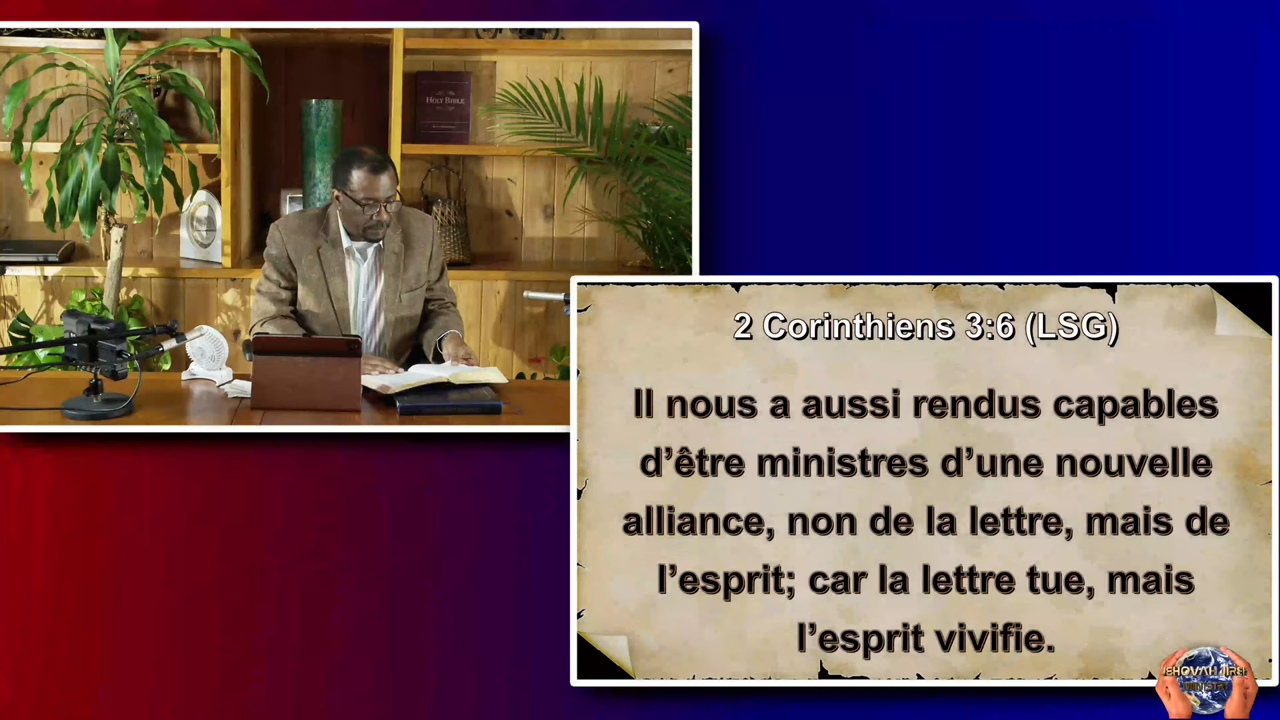 HOLY BIBLE
2 Corinthiens 3:6 (LSG)
Il nous a aussi rendus capables
d’être ministres d’une nouvelle
alliance, non de la lettre, mais de
l’esprit; car la lettre tue, mais
l’esprit vivifie.